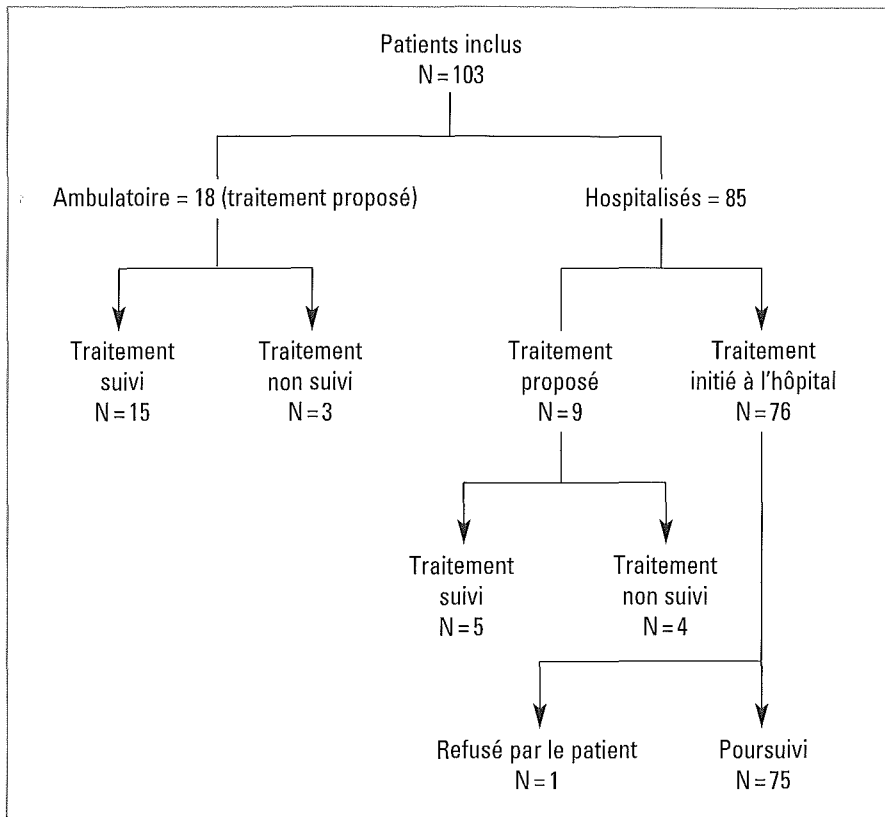 Patients inclus
N = 103
Ambulatoire = 18 (traitement proposé)
Hospitalisés = 85
Traitement
suivi
N = 15
Traitement
non suivi
N = 3
Traitement
proposé
N = 9
Traitement
initié à l'hôpital
N = 76
Traitement
suivi
N = 5
Traitement
non suivi
N = 4
Refusé par le patient
N = 1
Poursuivi
N = 75